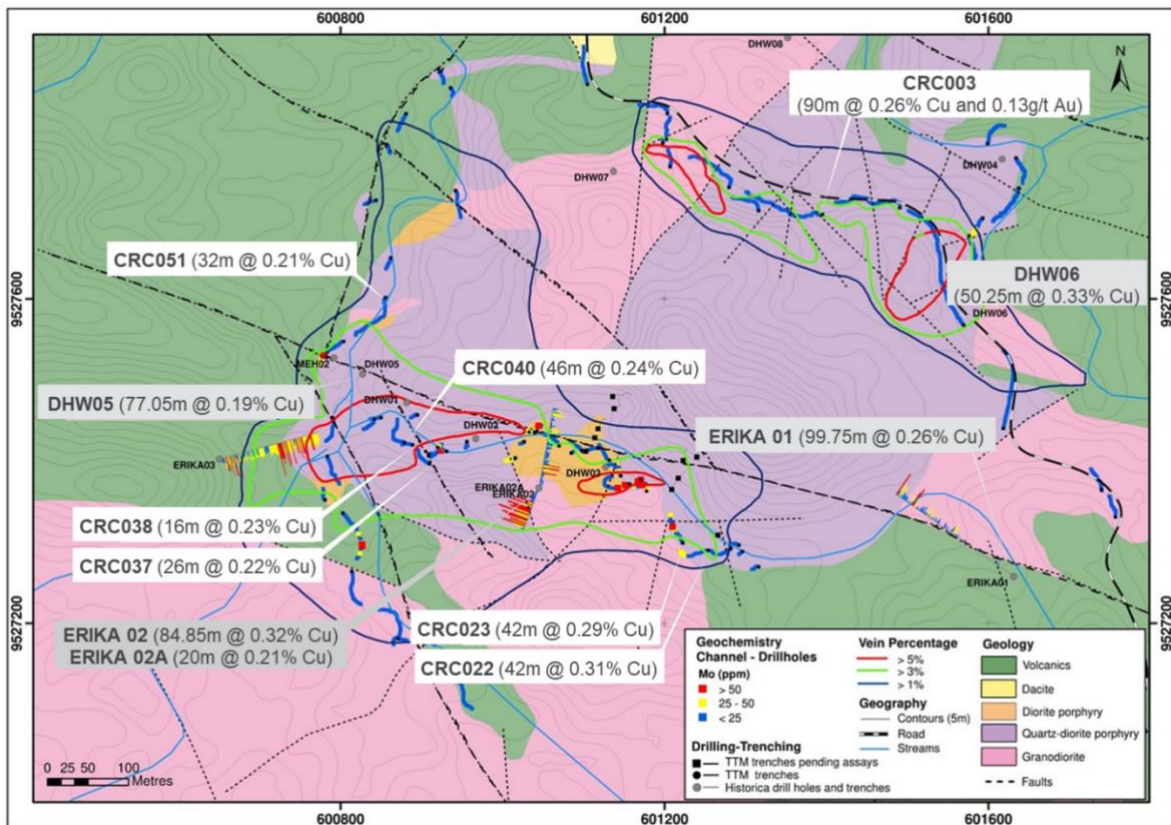 600800
601200
601600
9527600
9527200
9527600
9527200
N
DHW08
CRC003
(90m @ 0.26% Cu and 0.13g/t Au)
DHW04
DHW07
CRC051 (32m @ 0.21% Cu)
DHW06
(50.25m @ 0.33% Cu)
DHW06
MEH02
DHW05
CRC040 (46m @ 0.24% Cu)
DHW05 (77.05m @ 0.19% Cu)
DHW01
DHW02
ERIKA 01 (99.75m @ 0.26% Cu)
ERIKA03
DHW03
ERIKA02A
ERIKA02
CRC038 (16m @ 0.23% Cu)
CRC037 (26m @ 0.22% Cu)
ERIKA01
ERIKA 02 (84.85m @ 0.32% Cu)
ERIKA 02A (20m @ 0.21% Cu)
CRC023 (42m @ 0.29% Cu)
CRC022 (42m @ 0.31% Cu)
Geochemistry
Channel - Drillholes
Mo (ppm)
> 50
25 - 50
< 25
Drilling-Trenching
TTM trenches pending assays
TTM trenches
Historica drill holes and trenches
Vein Percentage
> 5%
> 3%
> 1%
Geography
Contours (5m)
Road
Streams
Geology
Volcanics
Dacite
Diorite porphyry
Quartz-diorite porphyry
Granodiorite
Faults
0 25 50 100
Metres
600800
601200
601600